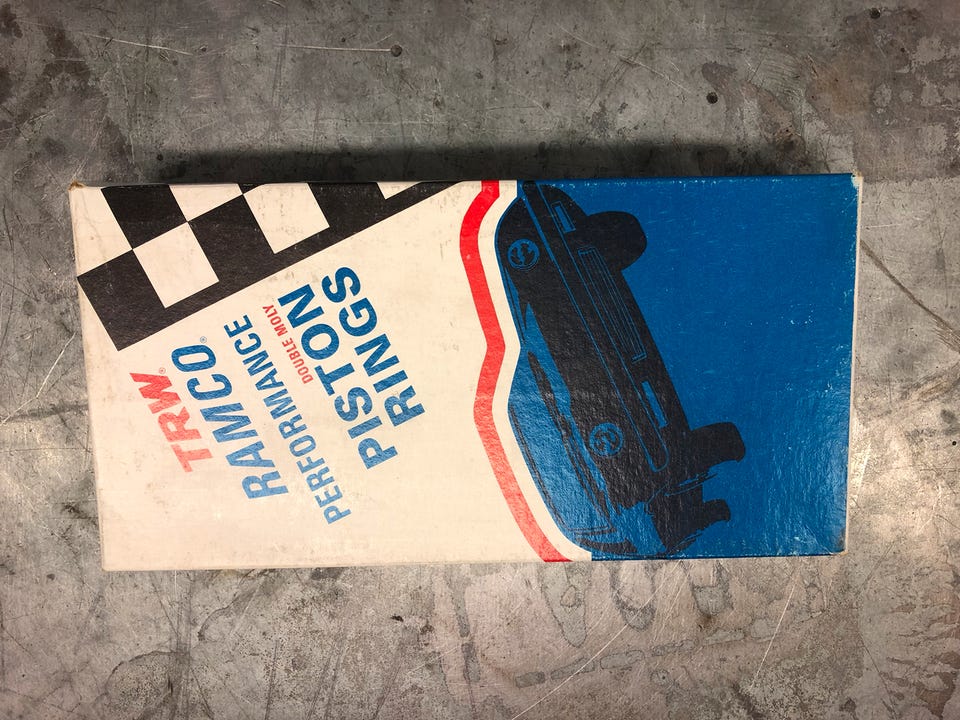 TRW®
RAMCO®
PERFORMANCE
DOUBLE MOLY
PISTON
RINGS